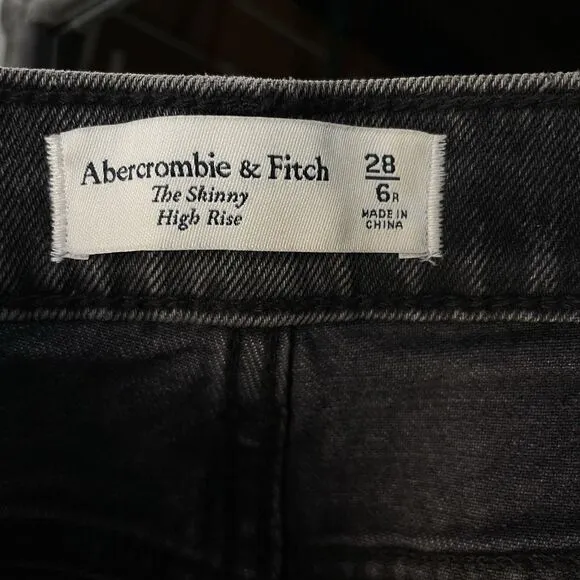 Abercrombie & Fitch
The Skinny
High Rise
28
6R
MADE IN
CHINA